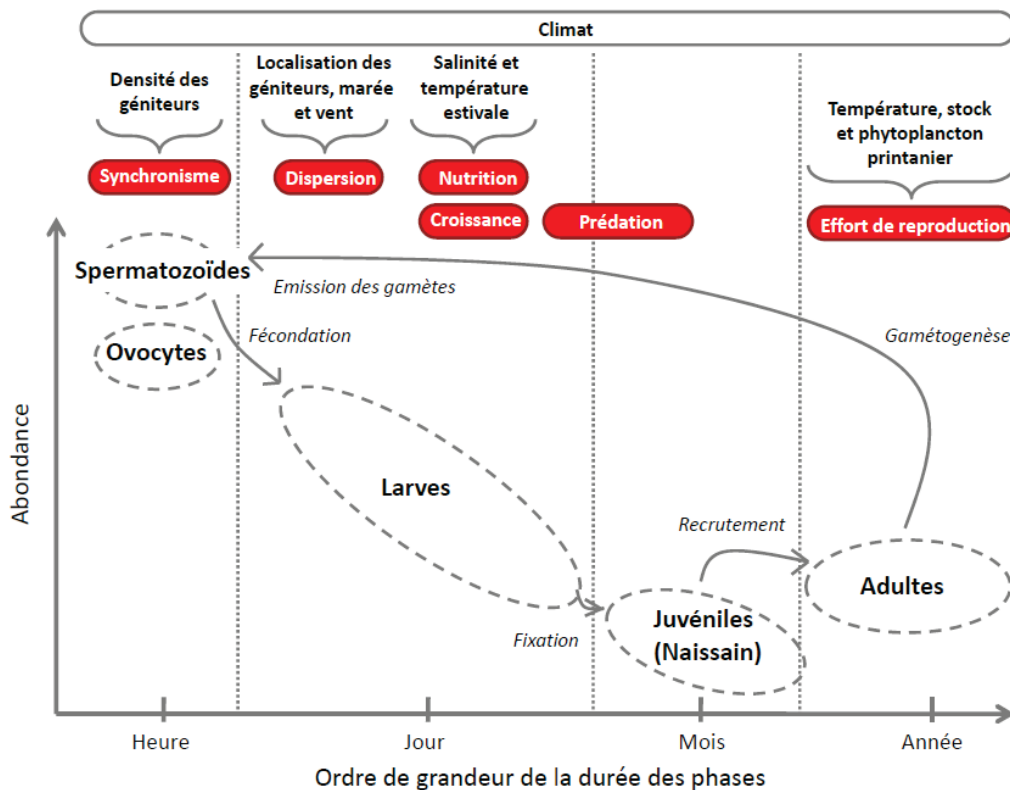 Climat
Densité des
géniteurs
Localisation des
géniteurs, marée
et vent
Salinité et
température
estivale
Température, stock
et phytoplancton
printanier
Synchronisme
Dispersion
Nutrition
Croissance
Prédation
Effort de reproduction
Spermatozoïdes
Ovocytes
Emission des gamètes
Fécondation
Gamétogenèse
Larves
Recrutement
Adultes
Fixation
Juvéniles
(Naissain)
Abondance
Heure
Jour
Mois
Année
Ordre de grandeur de la durée des phases